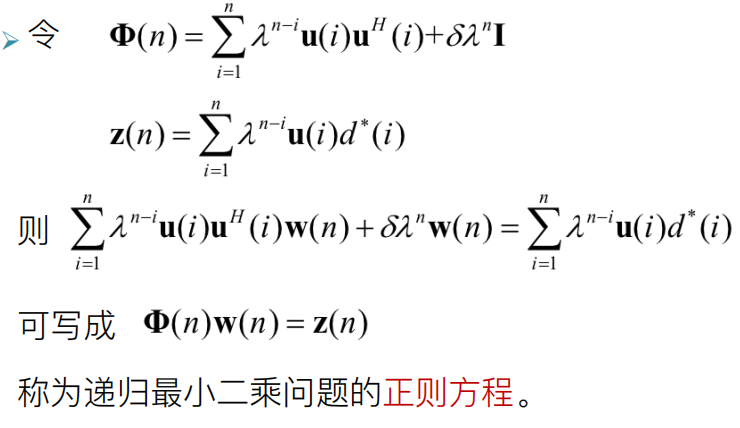 令 𝚽(n) = ∑_{i=1}^{n} λ^{n−i} 𝐮(i)𝐮^H(i)+δλ^n 𝐈
𝐳(n) = ∑_{i=1}^{n} λ^{n−i} 𝐮(i)d^*(i)
则 ∑_{i=1}^{n} λ^{n−i} 𝐮(i)𝐮^H(i)𝐰(n) + δλ^n 𝐰(n) = ∑_{i=1}^{n} λ^{n−i} 𝐮(i)d^*(i)
可写成 𝚽(n)𝐰(n) = 𝐳(n)
称为递归最小二乘问题的正则方程。